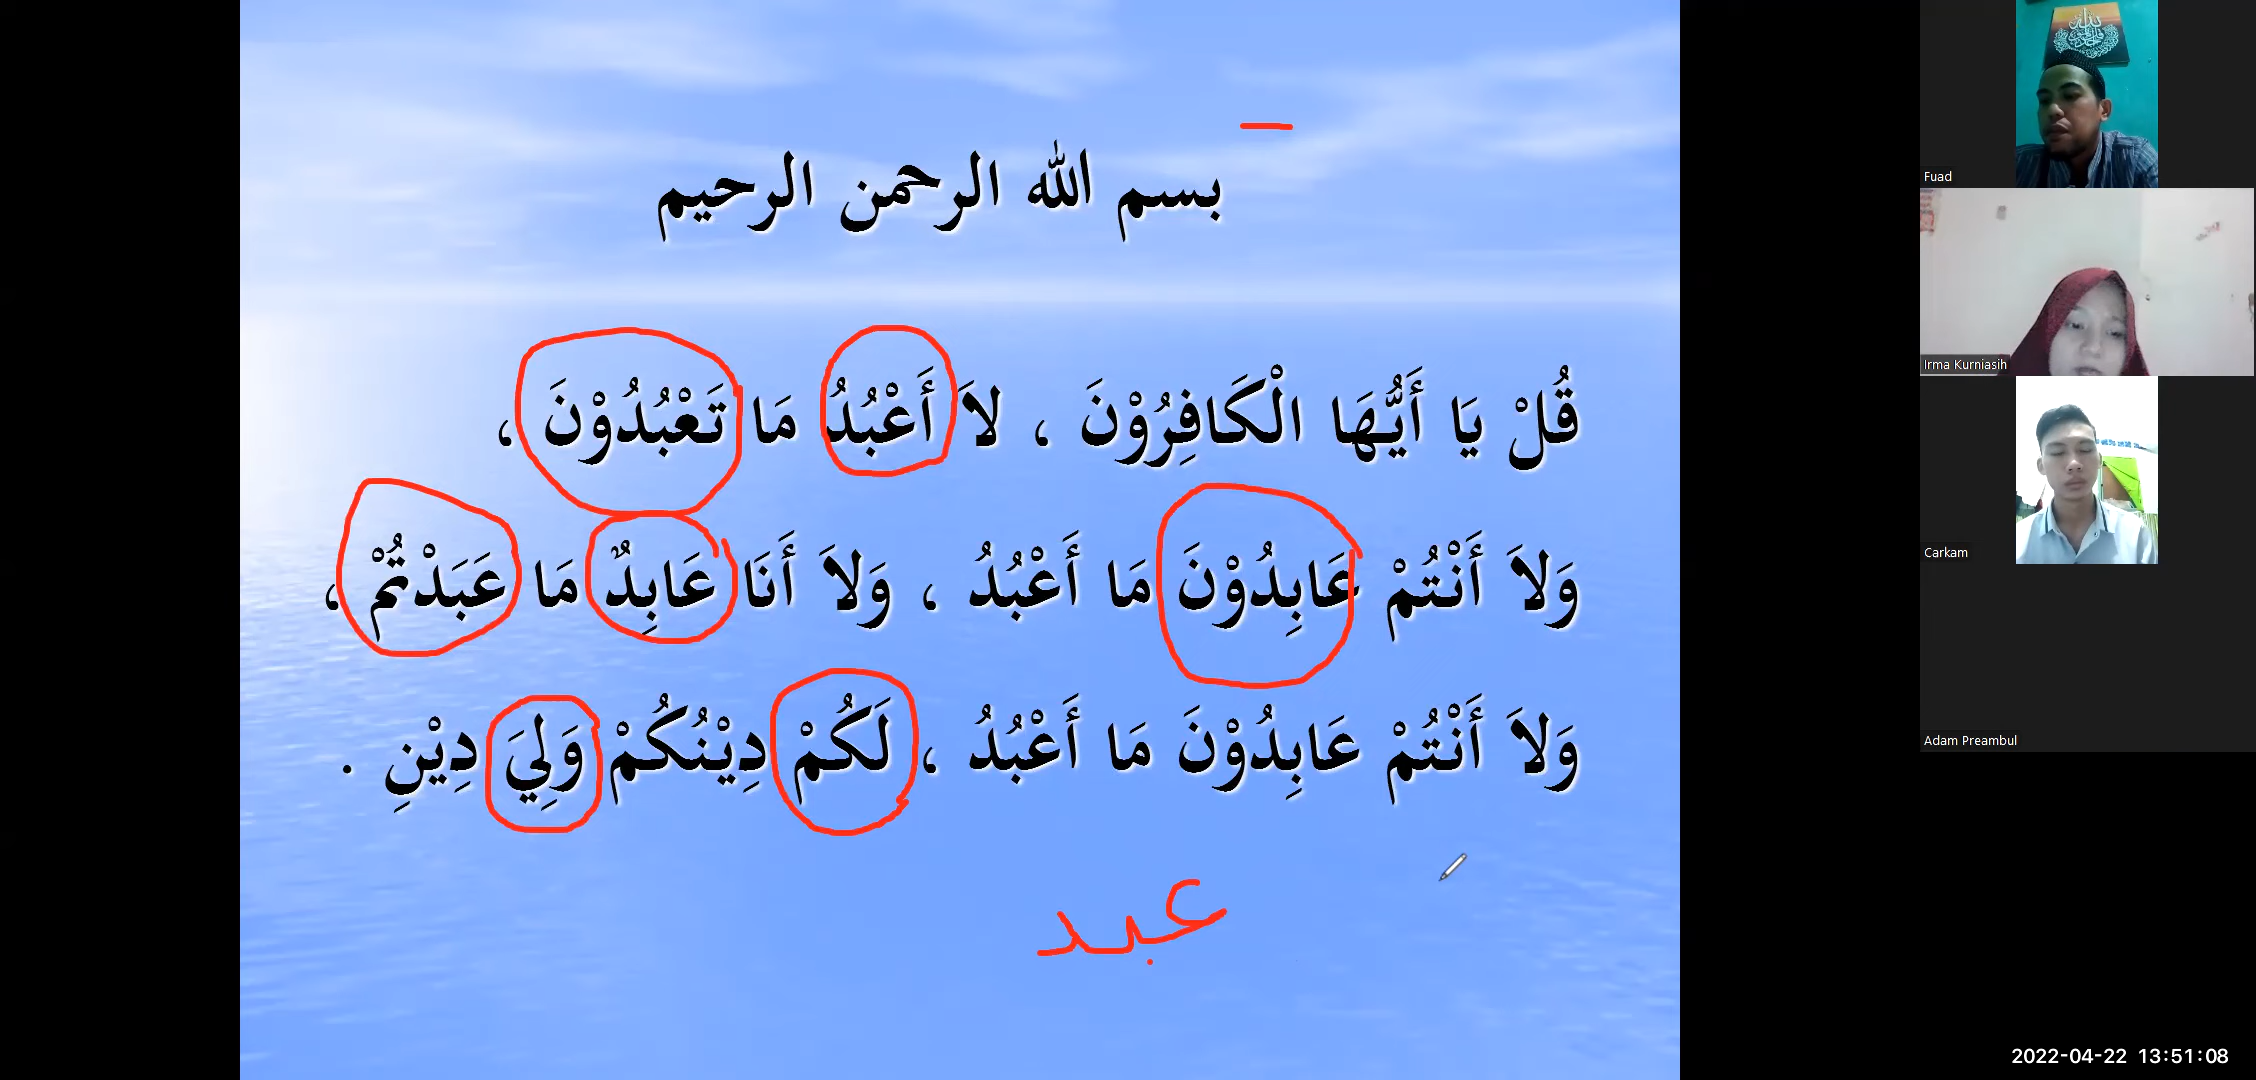 بسم الله الرحمن الرحيم
قُلْ يَا أَيُّهَا الْكَافِرُوْنَ ، لاَ أَعْبُدُ مَا تَعْبُدُوْنَ ،
وَلاَ أَنْتُمْ عَابِدُوْنَ مَا أَعْبُدُ ، وَلاَ أَنَا عَابِدٌ مَا عَبَدْتُمْ ،
وَلاَ أَنْتُمْ عَابِدُوْنَ مَا أَعْبُدُ ، لَكُمْ دِيْنُكُمْ وَلِيَ دِيْنِ .
عبد
Fuad
Irma Kurniasih
Carkam
Adam Preambul
2022-04-22 13:51:08